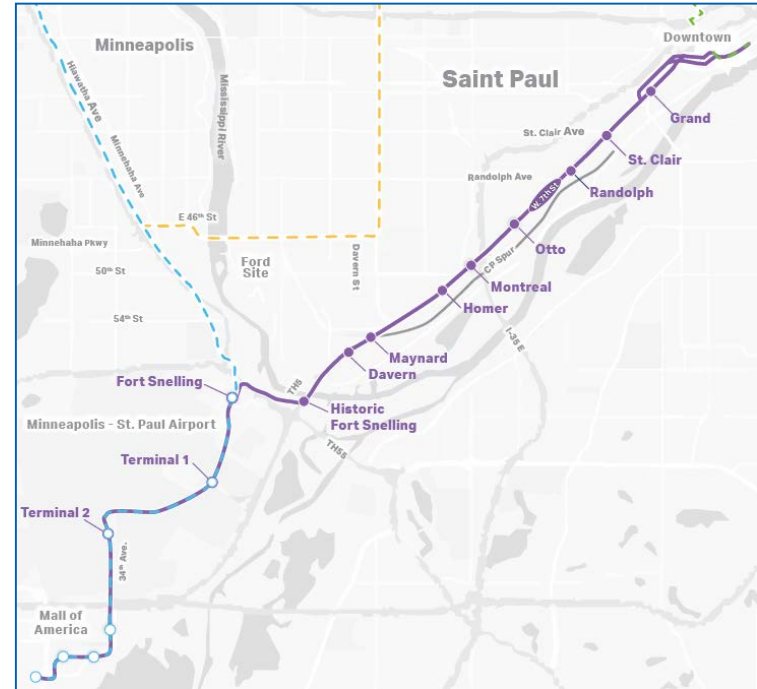 Downtown
Minneapolis
Saint Paul
Hiawatha Ave
Mississippi River
Grand
St. Clair Ave
St. Clair
Minnehaha Ave
Randolph Ave
Randolph
W. 7th St
E 46th St
Otto
Minnehaha Pkwy
Davern St
Ford
Site
CP Spur
50th St
Montreal
Homer
54th St
I-35 E
Maynard
Davern
Fort Snelling
TH5
Historic
Fort Snelling
Minneapolis - St. Paul Airport
TH55
Terminal 1
Terminal 2
34th Ave.
Mall of
America